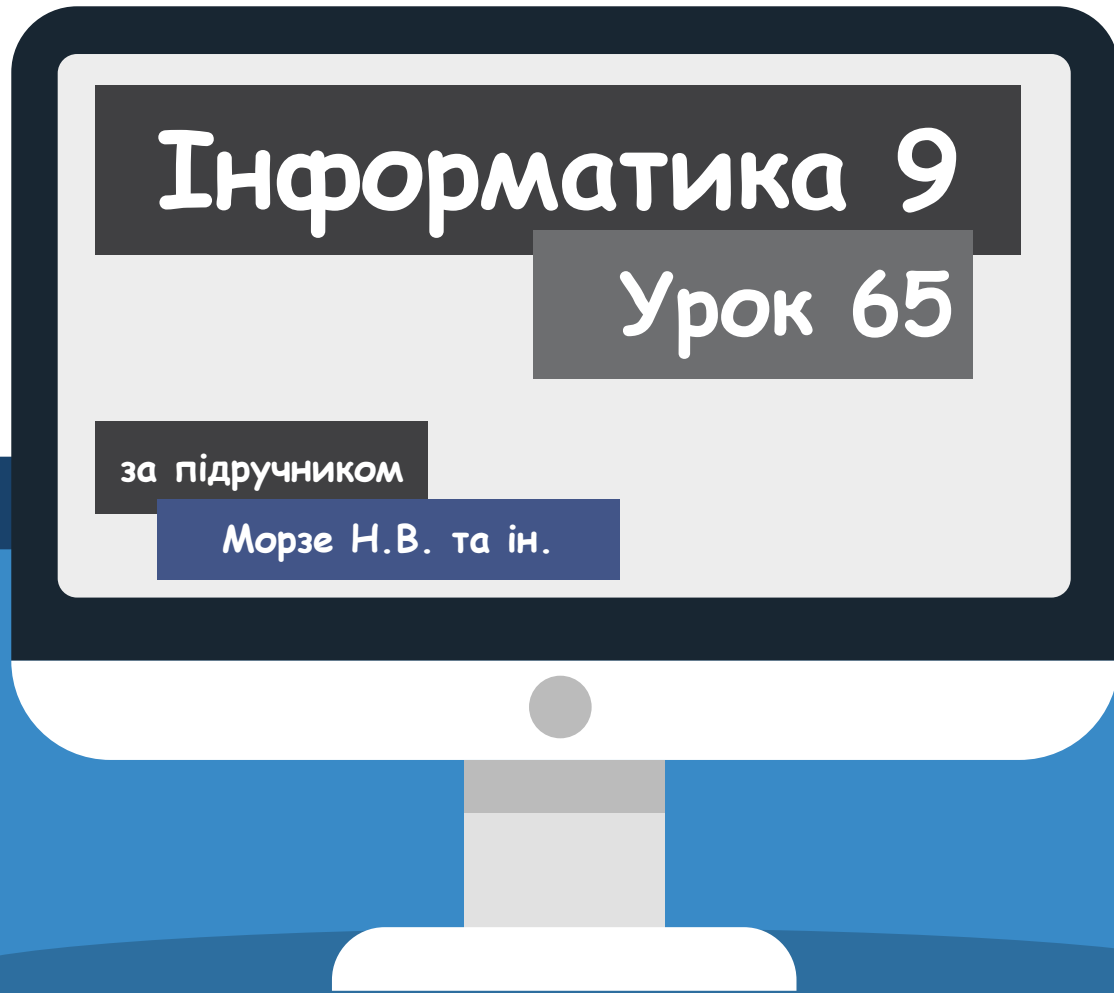 Інформатика 9
Урок 65
за підручником
Морзе Н.В. та ін.